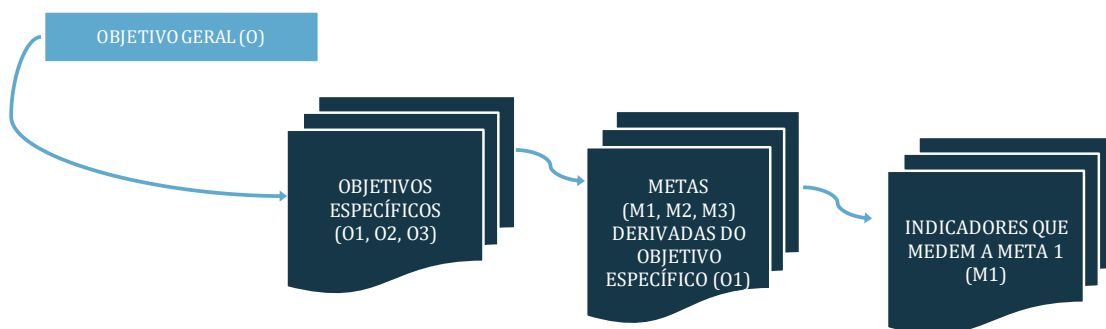 OBJETIVO GERAL (O)
OBJETIVOS
ESPECÍFICOS
(O1, O2, O3)
METAS
(M1, M2, M3)
DERIVADAS DO
OBJETIVO
ESPECÍFICO (O1)
INDICADORES QUE
MEDEM A META 1
(M1)